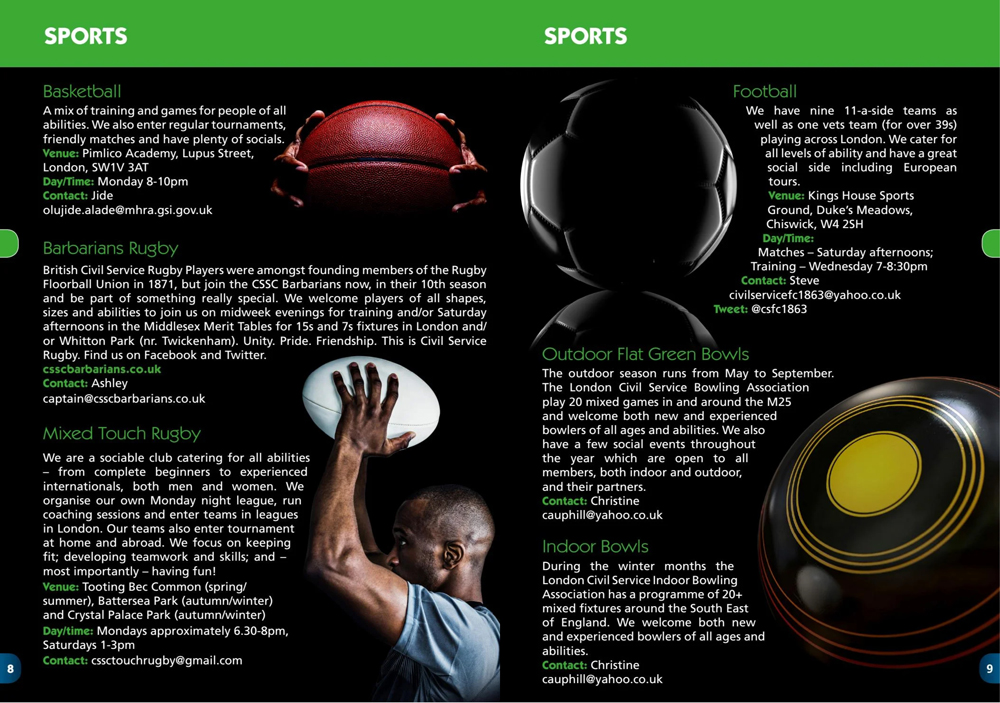 SPORTS
Basketball
A mix of training and games for people of all
abilities. We also enter regular tournaments,
friendly matches and have plenty of socials.
Venue: Pimlico Academy, Lupus Street,
London, SW1V 3AT
Day/Time: Monday 8-10pm
Contact: Jide
olujide.alade@mhra.gsi.gov.uk
Barbarians Rugby
British Civil Service Rugby Players were amongst founding members of the Rugby
Floorball Union in 1871, but join the CSSC Barbarians now, in their 10th season
and be part of something really special. We welcome players of all shapes,
sizes and abilities to join us on midweek evenings for training and/or Saturday
afternoons in the Middlesex Merit Tables for 15s and 7s fixtures in London and/
or Whitton Park (nr. Twickenham). Unity. Pride. Friendship. This is Civil Service
Rugby. Find us on Facebook and Twitter.
csscbarbarians.co.uk
Contact: Ashley
captain@csscbarbarians.co.uk
Mixed Touch Rugby
We are a sociable club catering for all abilities
– from complete beginners to experienced
internationals, both men and women. We
organise our own Monday night league, run
coaching sessions and enter teams in leagues
in London. Our teams also enter tournament
at home and abroad. We focus on keeping
fit; developing teamwork and skills; and –
most importantly – having fun!
Venue: Tooting Bec Common (spring/
summer), Battersea Park (autumn/winter)
and Crystal Palace Park (autumn/winter)
Day/time: Mondays approximately 6.30-8pm,
Saturdays 1-3pm
Contact: cssctouchrugby@gmail.com
8
SPORTS
Football
We have nine 11-a-side teams as
well as one vets team (for over 39s)
playing across London. We cater for
all levels of ability and have a great
social side including European
tours.
Venue: Kings House Sports
Ground, Duke's Meadows,
Chiswick, W4 2SH
Day/Time:
Matches – Saturday afternoons;
Training – Wednesday 7-8:30pm
Contact: Steve
civilservicefc1863@yahoo.co.uk
Tweet: @csfc1863
Outdoor Flat Green Bowls
The outdoor season runs from May to September.
The London Civil Service Bowling Association
play 20 mixed games in and around the M25
and welcome both new and experienced
bowlers of all ages and abilities. We also
have a few social events throughout
the year which are open to all
members, both indoor and outdoor,
and their partners.
Contact: Christine
cauphill@yahoo.co.uk
Indoor Bowls
During the winter months the
London Civil Service Indoor Bowling
Association has a programme of 20+
mixed fixtures around the South East
of England. We welcome both new
and experienced bowlers of all ages and
abilities.
Contact: Christine
cauphill@yahoo.co.uk
9